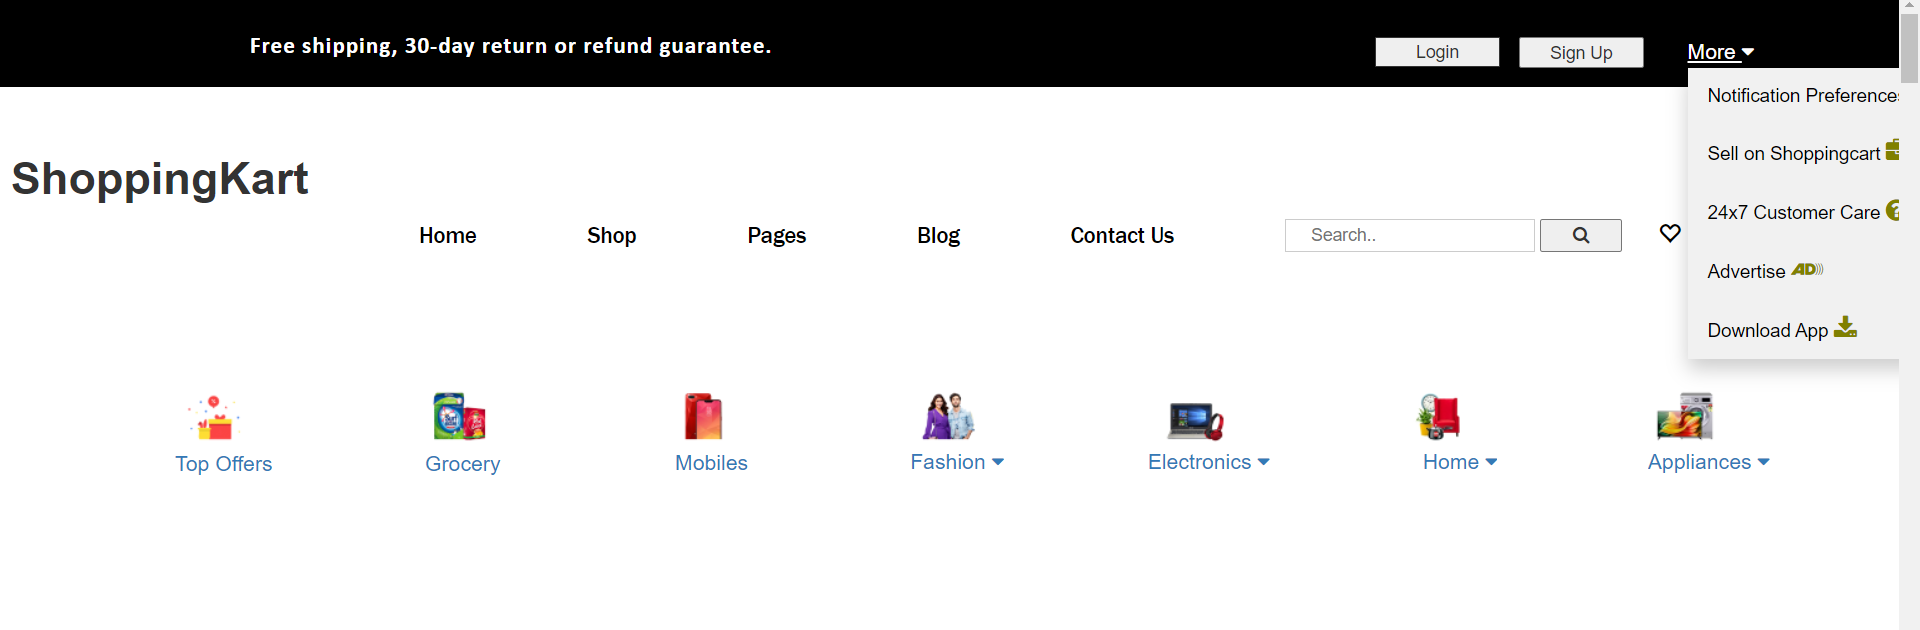 Free shipping, 30-day return or refund guarantee.
Login
Sign Up
More
Notification Preferences
Sell on Shoppingcart
24x7 Customer Care
Advertise AD
Download App
ShoppingKart
Home
Shop
Pages
Blog
Contact Us
Search..
Top Offers
Grocery
Mobiles
Fashion
Electronics
Home
Appliances